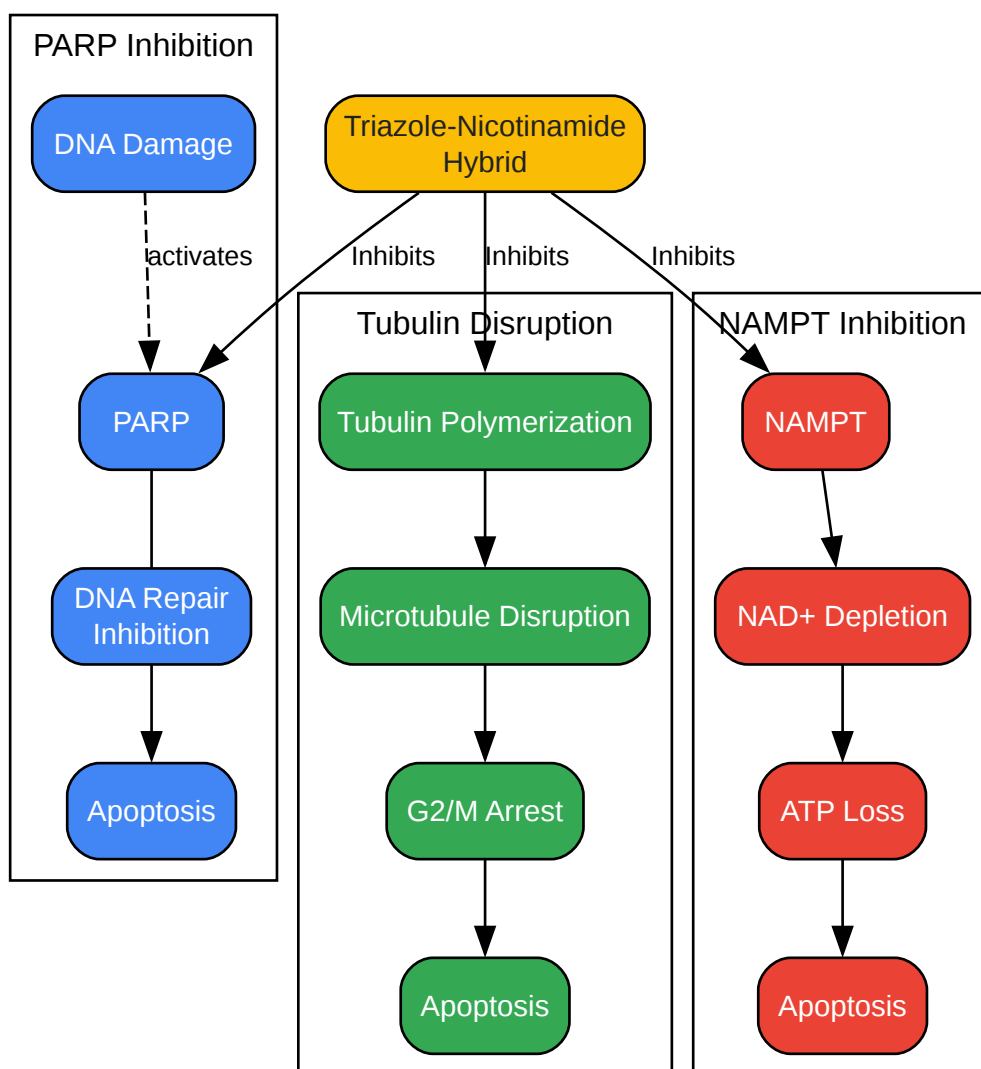 PARP Inhibition
DNA Damage
Triazole-Nicotinamide
Hybrid
activates
Inhibits
Inhibits
Inhibits
Tubulin Disruption
NAMPT Inhibition
PARP
Tubulin Polymerization
NAMPT
DNA Repair
Inhibition
Microtubule Disruption
NAD+ Depletion
Apoptosis
G2/M Arrest
ATP Loss
Apoptosis
Apoptosis